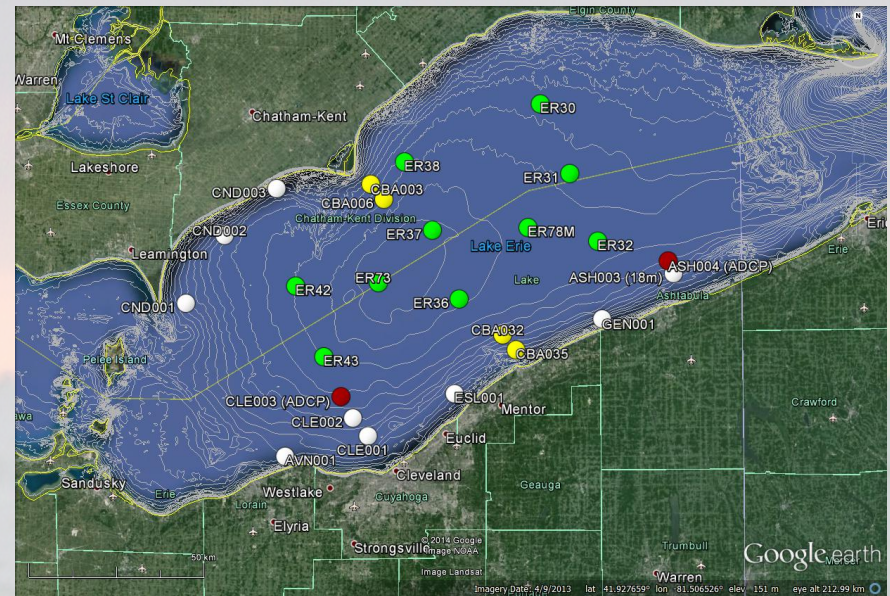 Elgin County
N
Mt Clemens
Warren
Lake St Clair
Chatham-Kent
ER30
Lakeshore
ER38
ER31
CND003
CBA003
CBA006
Essex County
Chatham-Kent Division
CND002
ER37
ER78M
Leamington
Lake Erie
ER32
Erie
Erie
ASH004 (ADCP)
ASH003 (18m)
Lake
ER73
ER42
Ashtabula
CND001
ER36
GEN001
CBA032
Pelee Island
ER43
CBA035
CLE003 (ADCP)
ESL001
Crawford
Mentor
CLE002
CLE001
Euclid
AVN001
Cleveland
Sandusky
Erie
Westlake
Cuyahoga
Geauga
Lorain
Elyria
© 2014 Google
Strongsville
Image NOAA
Trumbull
Google earth
50 km
Mercer
Image Landsat
Warren
Imagery Date: 4/9/2013 lat 41.927659° lon -81.506526° elev 151 m eye alt 212.99 km